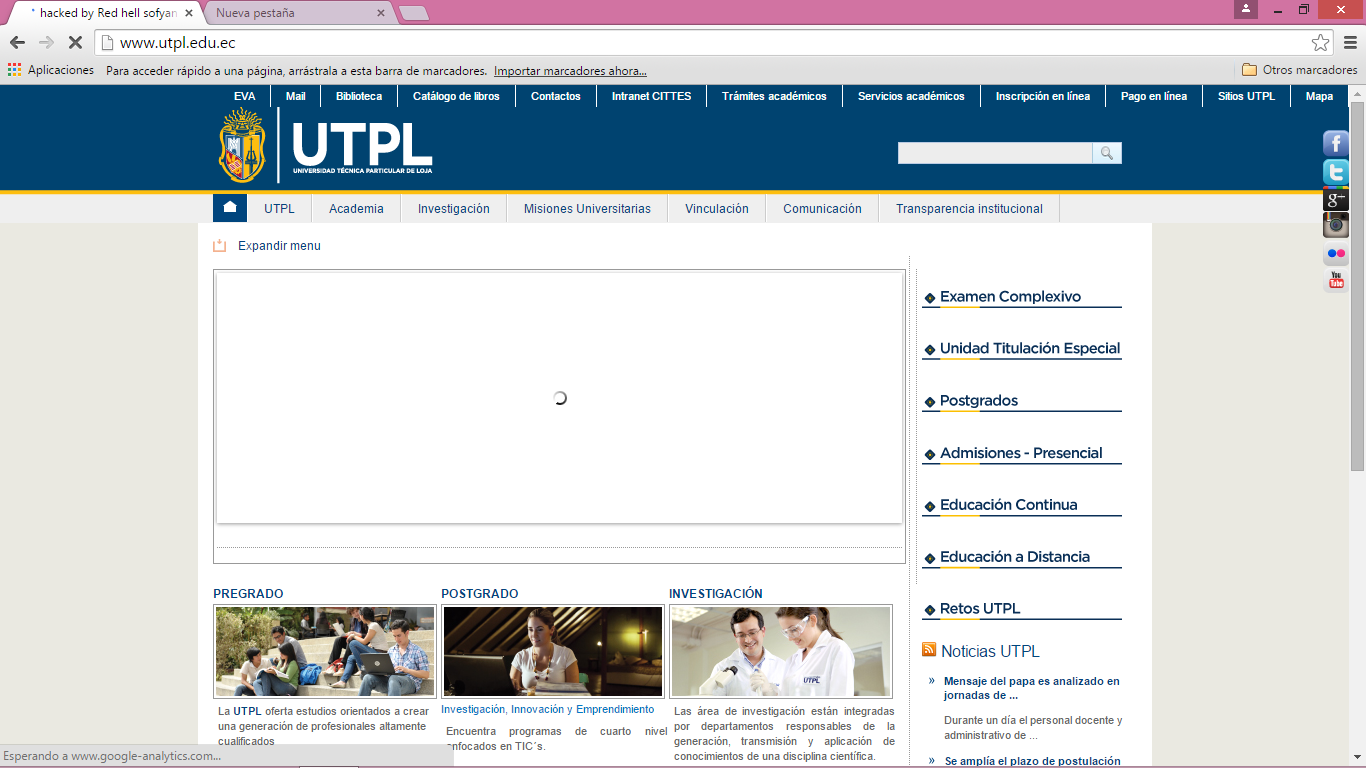 * hacked by Red hell sofyan
Nueva pestaña
www.utpl.edu.ec
Aplicaciones Para acceder rápido a una página, arrástrala a esta barra de marcadores. Importar marcadores ahora... Otros marcadores
EVA Mail Biblioteca Catálogo de libros Contactos Intranet CITTES Trámites académicos Servicios académicos Inscripción en línea Pago en línea Sitios UTPL Mapa
UTPL
UNIVERSIDAD TÉCNICA PARTICULAR DE LOJA
UTPL Academia Investigación Misiones Universitarias Vinculación Comunicación Transparencia institucional
Expandir menu
Examen Complexivo
Unidad Titulación Especial
Postgrados
Admisiones - Presencial
Educación Continua
Educación a Distancia
Retos UTPL
Noticias UTPL
» Mensaje del papa es analizado en
jornadas de ...
Durante un día el personal docente y
administrativo de ...
» Se amplía el plazo de postulación
PREGRADO
La UTPL oferta estudios orientados a crear
una generación de profesionales altamente
cualificados
POSTGRADO
Investigación, Innovación y Emprendimiento
Encuentra programas de cuarto nivel
enfocados en TIC´s.
INVESTIGACIÓN
UTPL
Las área de investigación están integradas
por departamentos responsables de la
generación, transmisión y aplicación de
conocimientos de una disciplina científica.
f
t
g+
You
Tube
Esperando a www.google-analytics.com...